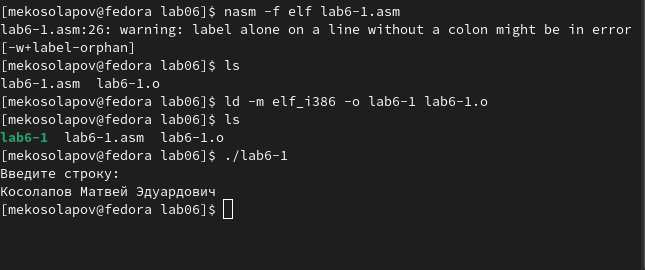 [mekosolapov@fedora lab06]$ nasm -f elf lab6-1.asm
lab6-1.asm:26: warning: label alone on a line without a colon might be in error
[-w+label-orphan]
[mekosolapov@fedora lab06]$ ls
lab6-1.asm  lab6-1.o
[mekosolapov@fedora lab06]$ ld -m elf_i386 -o lab6-1 lab6-1.o
[mekosolapov@fedora lab06]$ ls
lab6-1  lab6-1.asm  lab6-1.o
[mekosolapov@fedora lab06]$ ./lab6-1
Введите строку:
Косолапов Матвей Эдуардович
[mekosolapov@fedora lab06]$